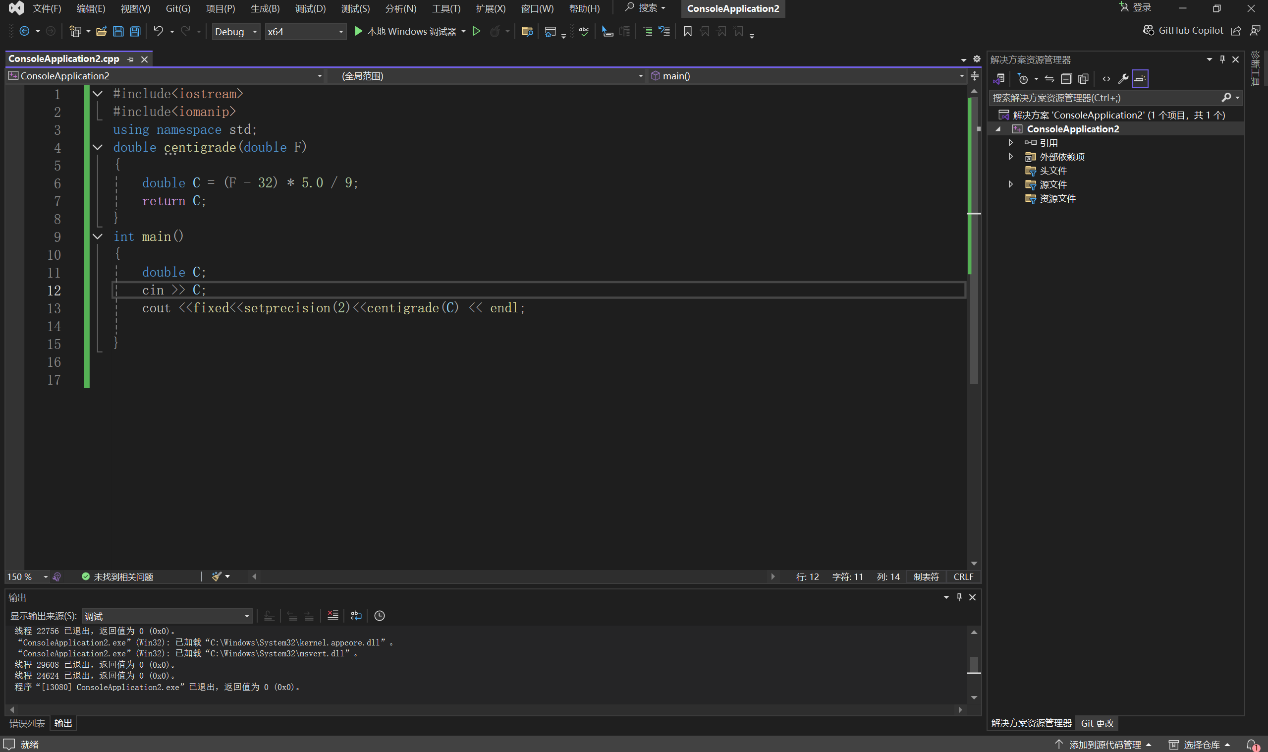 文件(F) 编辑(E) 视图(V) Git(G) 项目(P) 生成(B) 调试(D) 测试(S) 分析(N) 工具(T) 扩展(X) 窗口(W) 帮助(H) 搜索 ConsoleApplication2 登录
Debug x64 本地 Windows 调试器 GitHub Copilot
ConsoleApplication2.cpp
ConsoleApplication2 (全局范围) main()
1 #include<iostream>
2 #include<iomanip>
3 using namespace std;
4 double centigrade(double F)
5 {
6 double C = (F - 32) * 5.0 / 9;
7 return C;
8 }
9 int main()
10 {
11 double C;
12 cin >> C;
13 cout <<fixed<<setprecision(2)<<centigrade(C) << endl;
14
15 }
16
17
150 % 未找到相关问题 行: 12 字符: 11 列: 14 制表符 CRLF
输出
显示输出来源(S): 调试
线程 22756 已退出，返回值为 0 (0x0)。
“ConsoleApplication2.exe”(Win32): 已加载“C:\Windows\System32\kernel.appcore.dll”。
“ConsoleApplication2.exe”(Win32): 已加载“C:\Windows\System32\msvcrt.dll”。
线程 29608 已退出，返回值为 0 (0x0)。
线程 24624 已退出，返回值为 0 (0x0)。
程序“[13080] ConsoleApplication2.exe”已退出，返回值为 0 (0x0)。
错误列表 输出
解决方案资源管理器
搜索解决方案资源管理器(Ctrl+;)
解决方案 'ConsoleApplication2' (1 个项目，共 1 个)
ConsoleApplication2
引用
外部依赖项
头文件
源文件
资源文件
解决方案资源管理器 Git 更改
诊断工具
就绪 添加到源代码管理 选择仓库 1